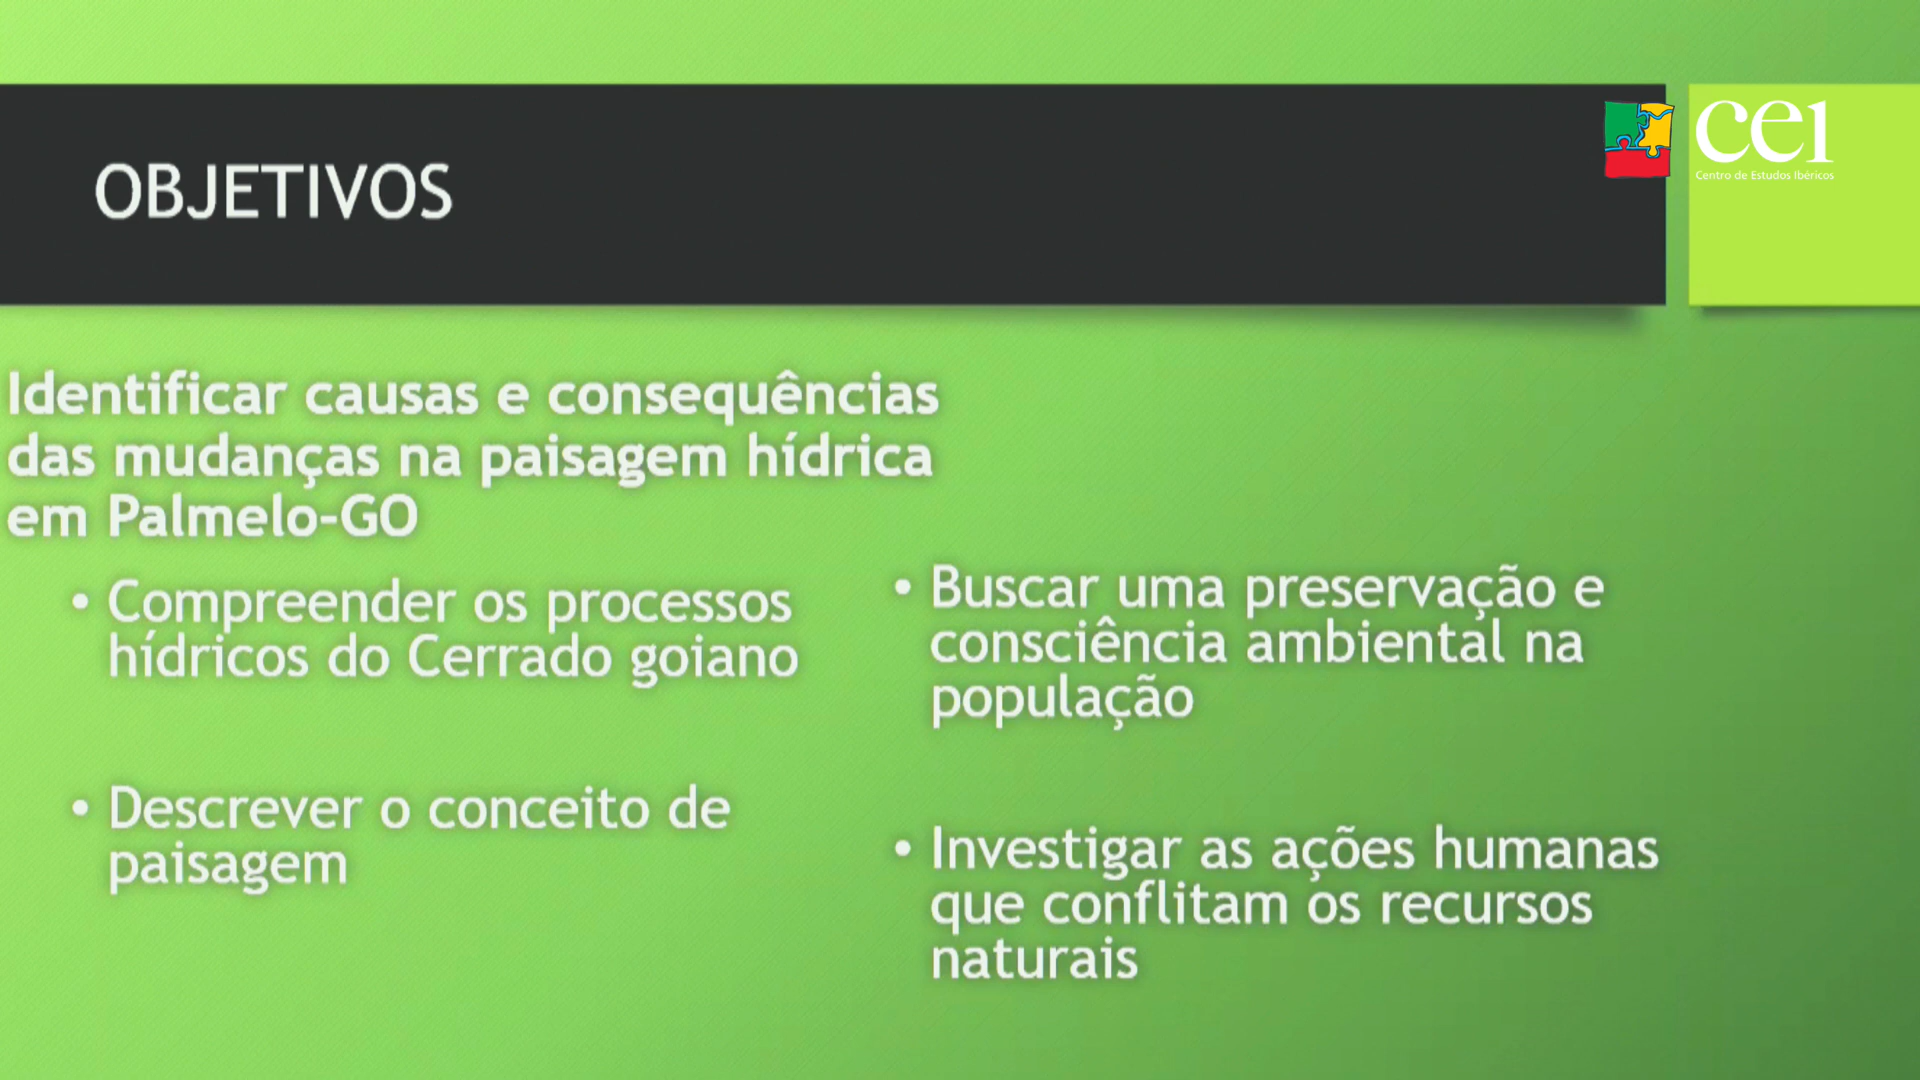 OBJETIVOS
cei
Centro de Estudos Ibéricos
Identificar causas e consequências
das mudanças na paisagem hídrica
em Palmelo-GO
• Compreender os processos
hídricos do Cerrado goiano
• Descrever o conceito de
paisagem
• Buscar uma preservação e
consciência ambiental na
população
• Investigar as ações humanas
que conflitam os recursos
naturais